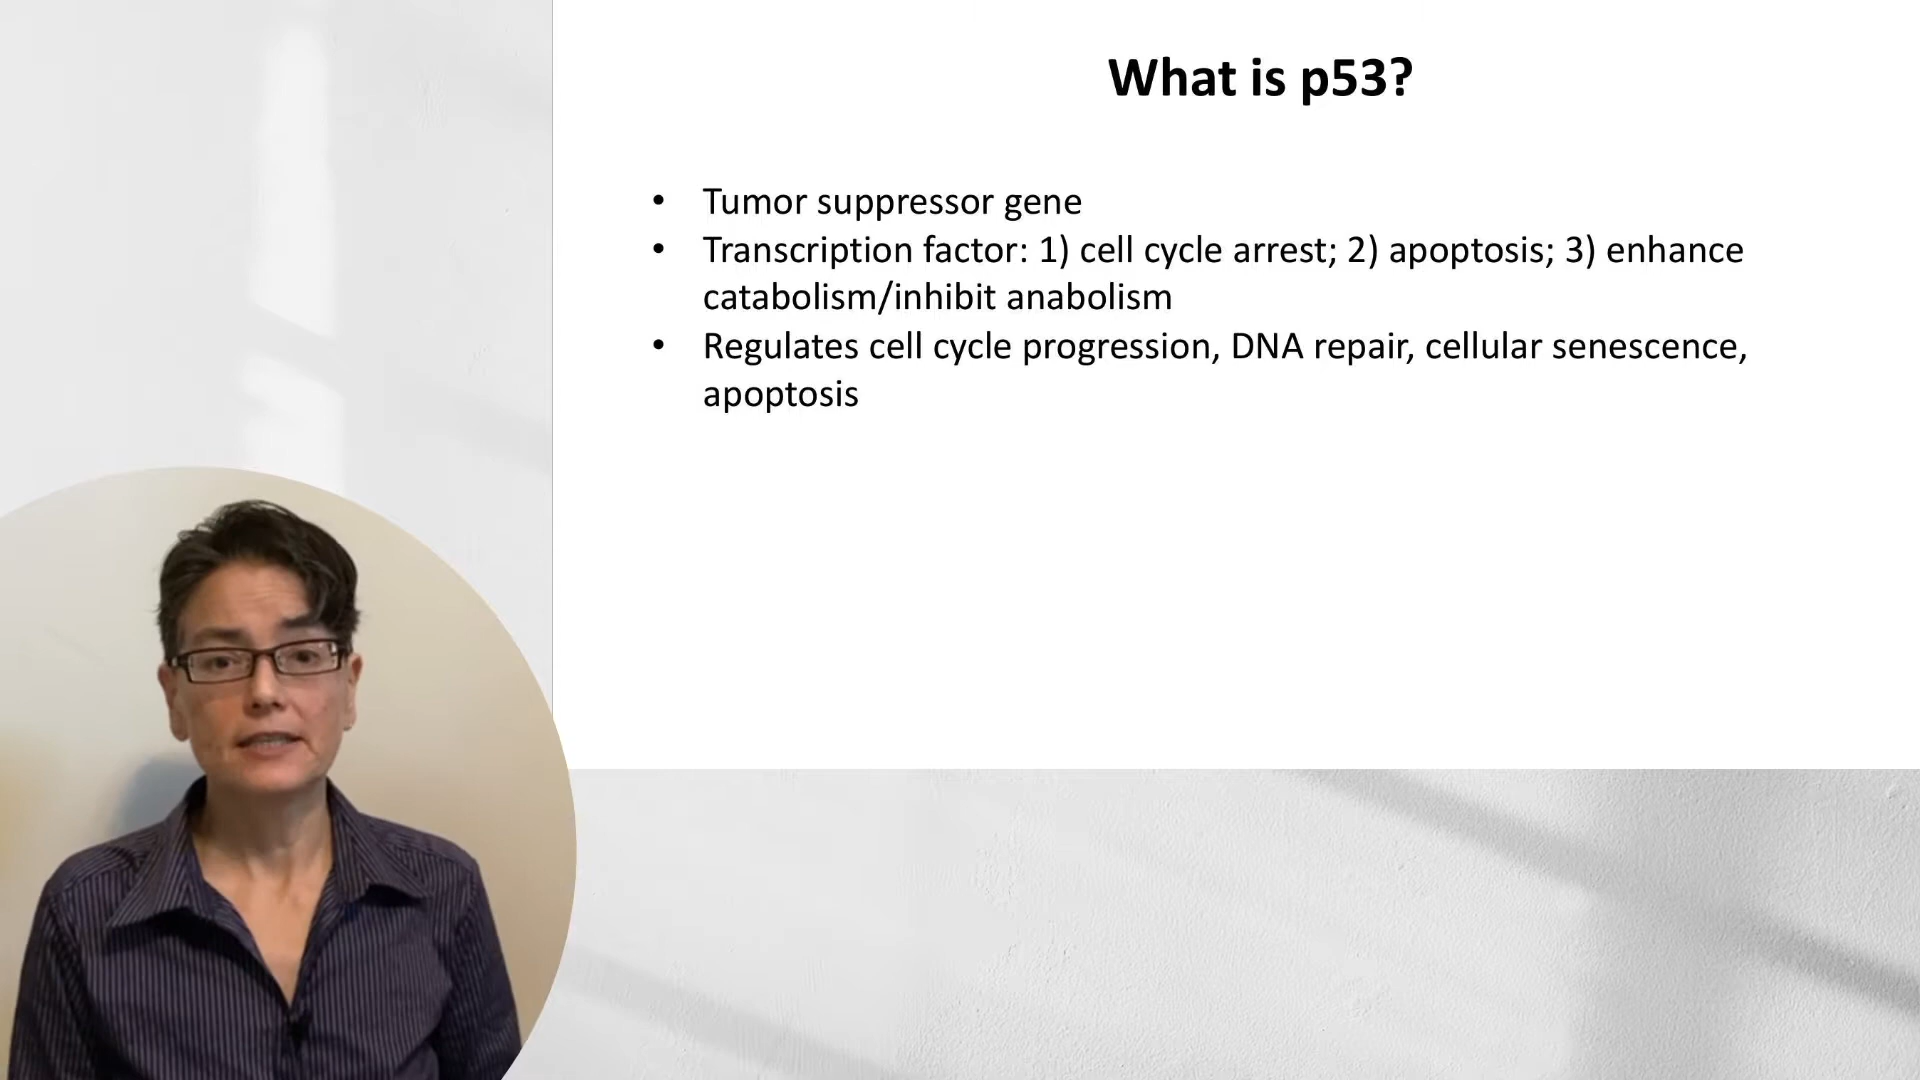 What is p53?
• Tumor suppressor gene
• Transcription factor: 1) cell cycle arrest; 2) apoptosis; 3) enhance
catabolism/inhibit anabolism
• Regulates cell cycle progression, DNA repair, cellular senescence,
apoptosis